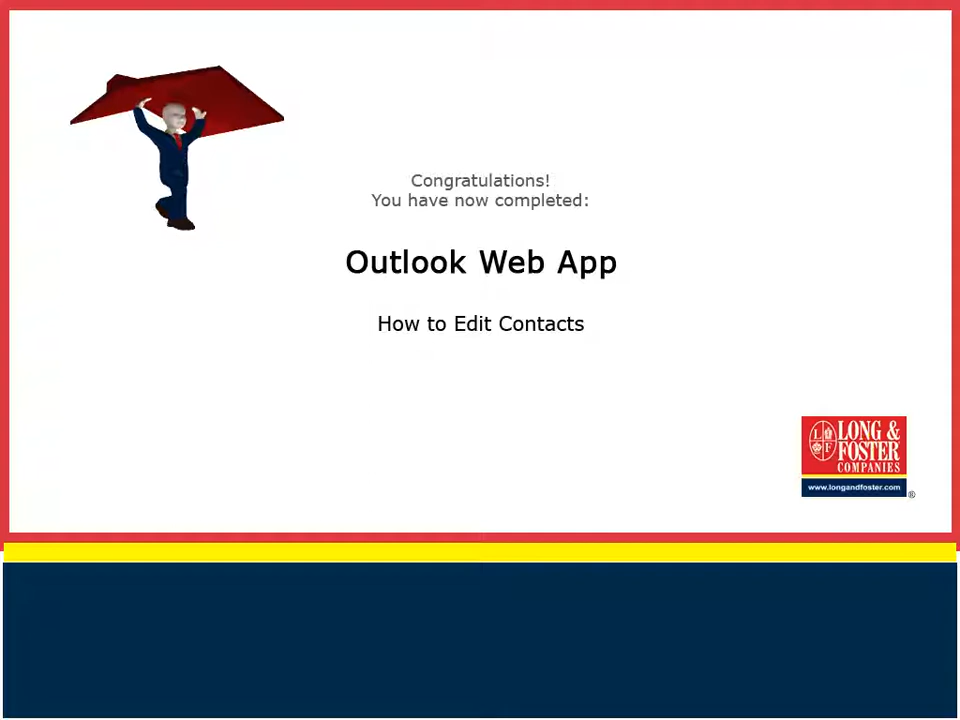 Congratulations!
You have now completed:
Outlook Web App
How to Edit Contacts
L F
LONG &
FOSTER
COMPANIES
www.longandfoster.com
®